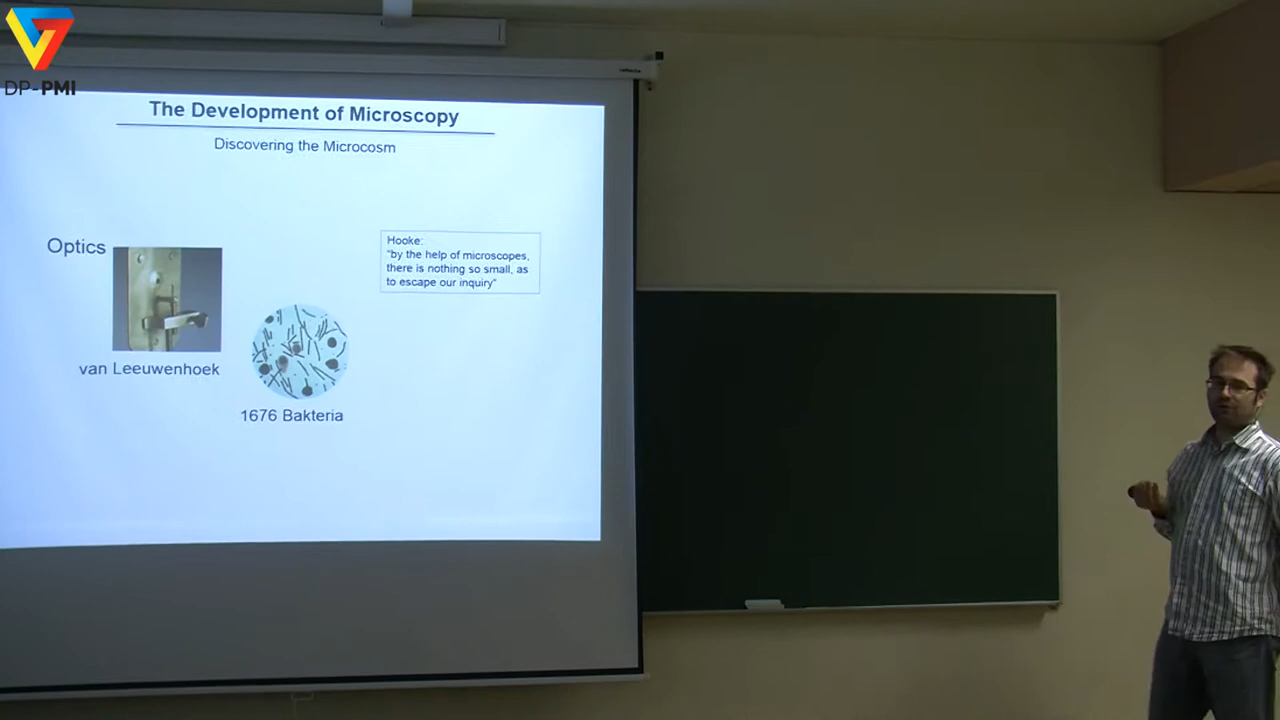 DP-PMI
The Development of Microscopy
Discovering the Microcosm
Optics
Hooke:
"by the help of microscopes,
there is nothing so small, as
to escape our inquiry"
van Leeuwenhoek
1676 Bakteria